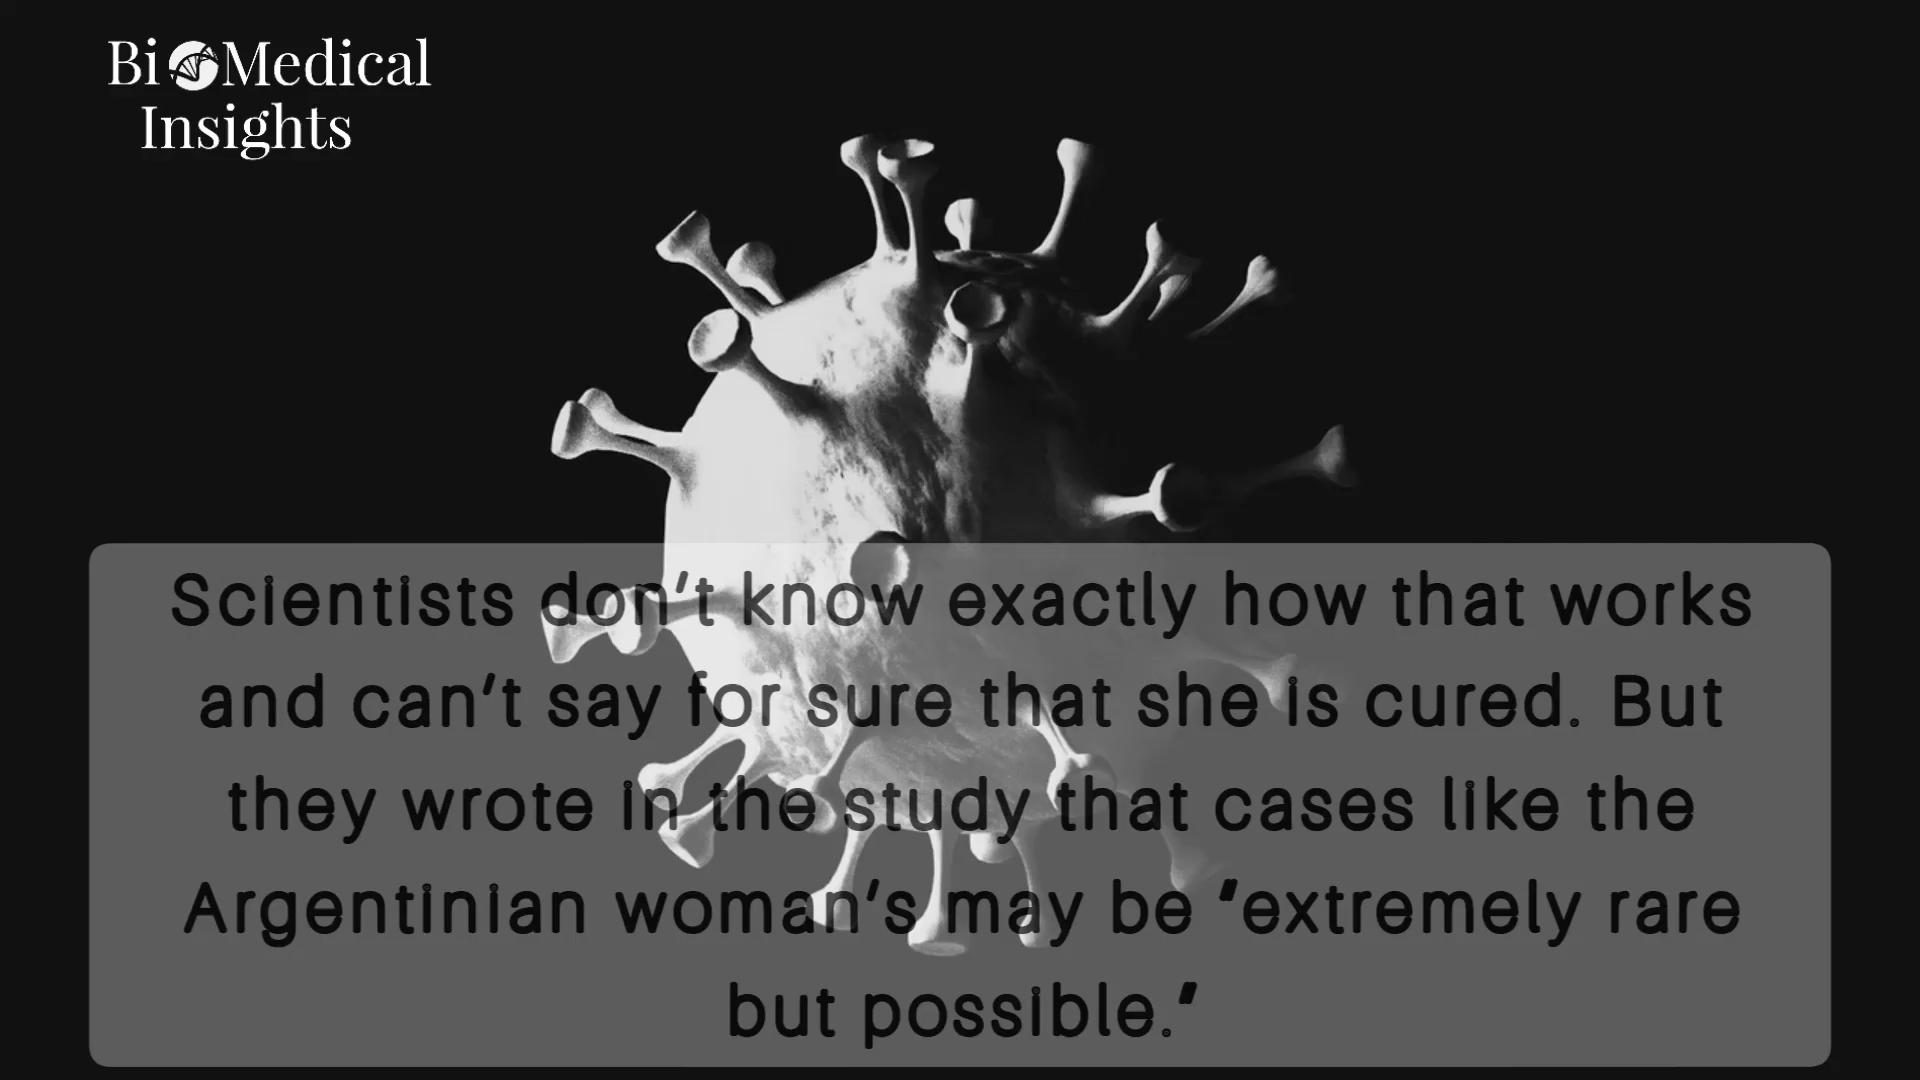 BiOMedical
Insights
Scientists don't know exactly how that works
and can't say for sure that she is cured. But
they wrote in the study that cases like the
Argentinian woman's may be "extremely rare
but possible."